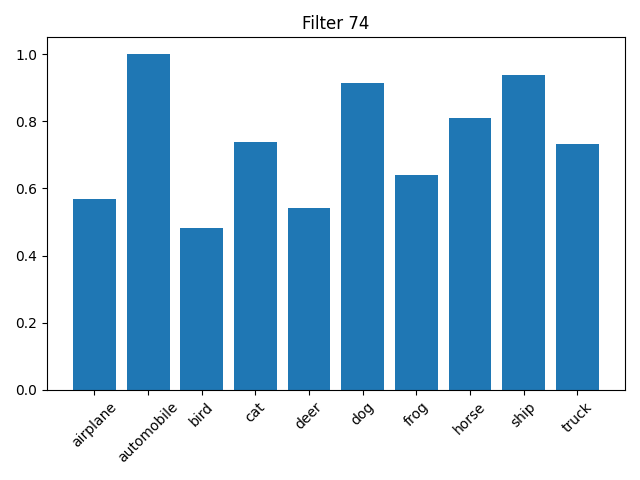 Filter 74
1.0
0.8
0.6
0.4
0.2
0.0
airplane
automobile
bird
cat
deer
dog
frog
horse
ship
truck